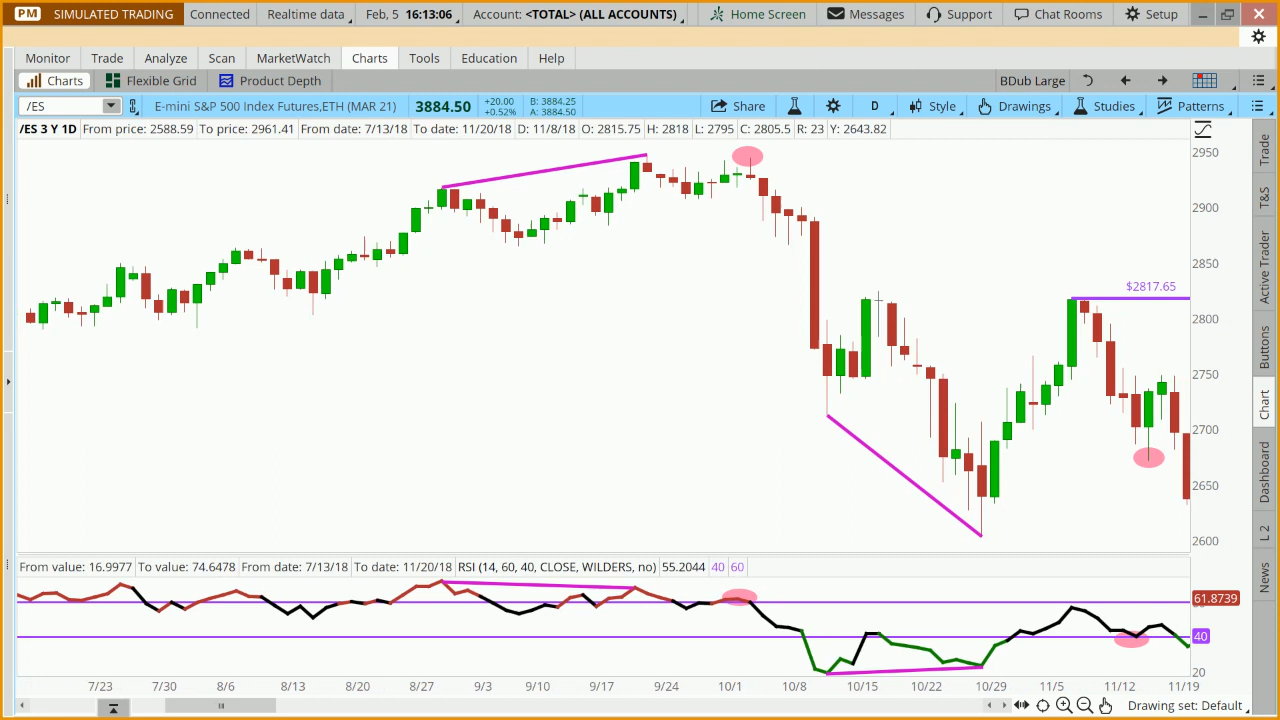 PM SIMULATED TRADING Connected Realtime data Feb, 5 16:13:06 Account: <TOTAL> (ALL ACCOUNTS) Home Screen Messages Support Chat Rooms Setup
Monitor Trade Analyze Scan MarketWatch Charts Tools Education Help
Charts Flexible Grid Product Depth BDub Large
/ES E-mini S&P 500 Index Futures,ETH (MAR 21) 3884.50 +20.00 +0.52% B: 3884.25 A: 3884.50 Share D Style Drawings Studies Patterns
/ES 3 Y 1D From price: 2588.59 To price: 2961.41 From date: 7/13/18 To date: 11/20/18 D: 11/8/18 O: 2815.75 H: 2818 L: 2795 C: 2805.5 R: 23 Y: 2643.82
2950
2900
2850
$2817.65
2800
2750
2700
2650
2600
From value: 16.9977 To value: 74.6478 From date: 7/13/18 To date: 11/20/18 RSI (14, 60, 40, CLOSE, WILDERS, no) 55.2044 40 60
61.8739
40
20
7/23 7/30 8/6 8/13 8/20 8/27 9/3 9/10 9/17 9/24 10/1 10/8 10/15 10/22 10/29 11/5 11/12 11/19
Drawing set: Default
Trade
T&S
Active Trader
Buttons
Chart
Dashboard
L 2
News